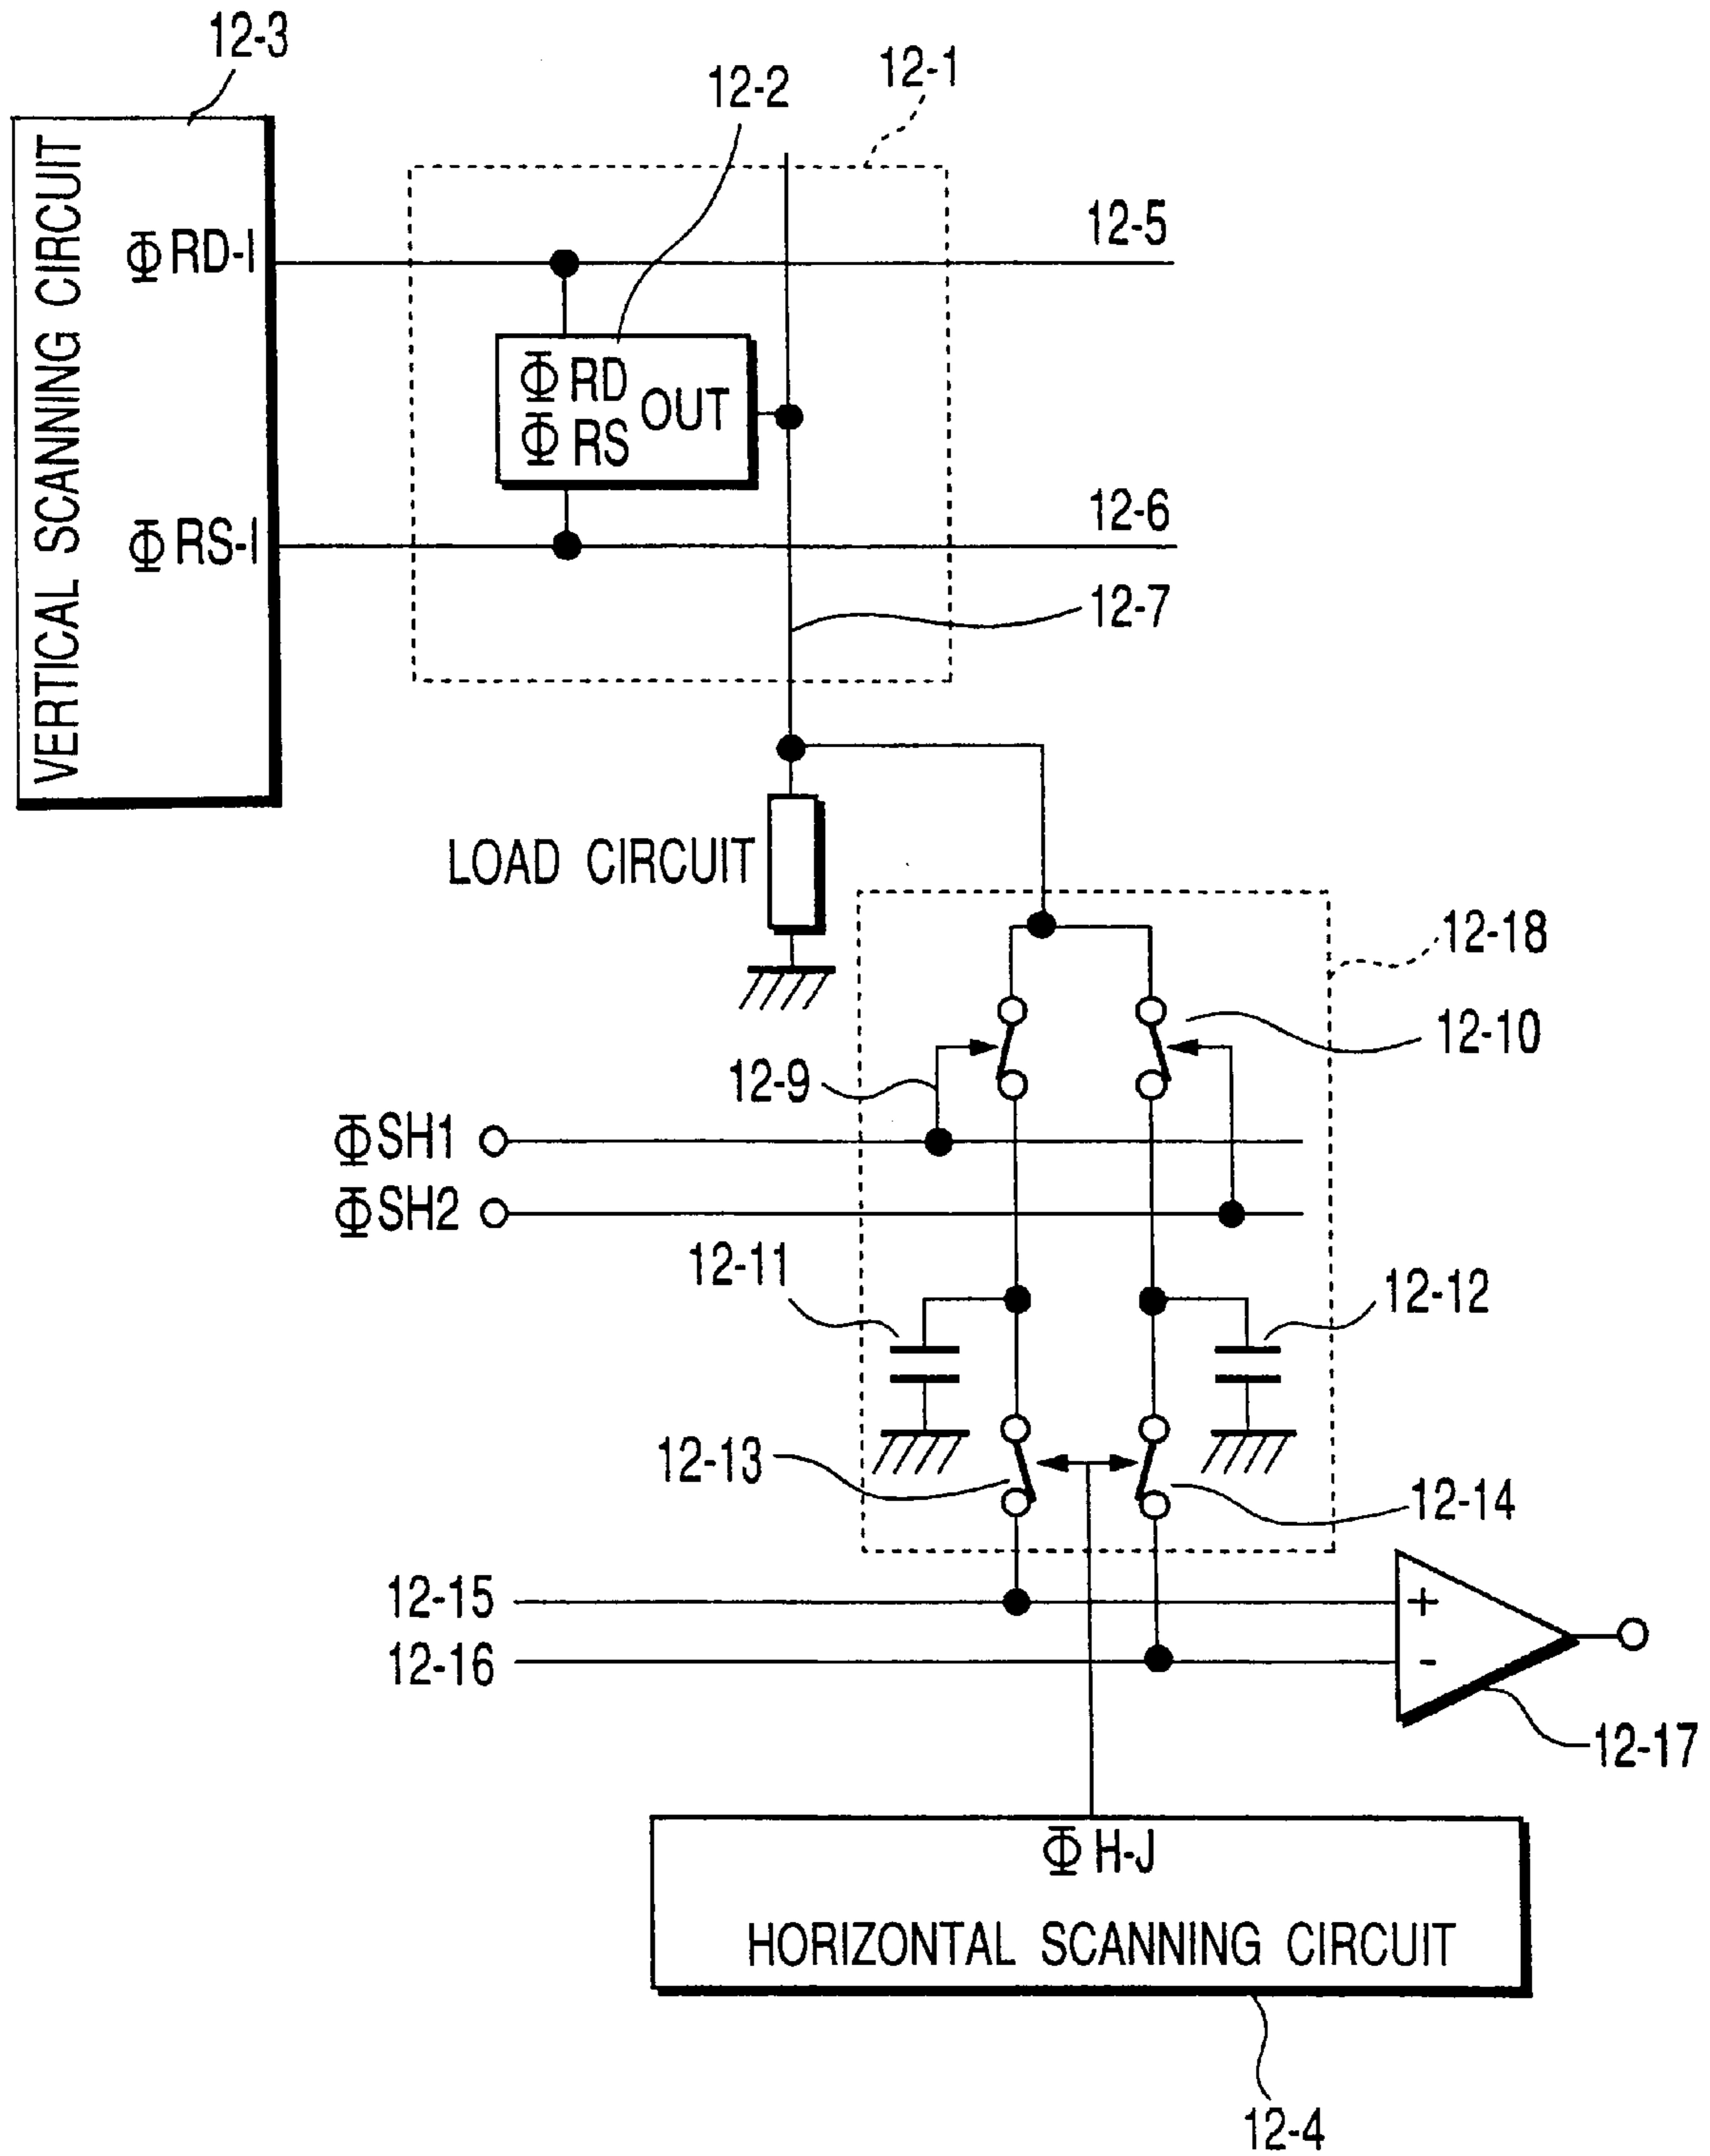 12-3
12-2
12-1
VERTICAL SCANNING CIRCUIT
ΦRD-I
12-5
ΦRD
ΦRS
OUT
ΦRS-I
12-6
12-7
LOAD CIRCUIT
12-18
12-10
12-9
ΦSH1
ΦSH2
12-11
12-12
12-13
12-14
12-15
+
12-16
-
12-17
ΦH-J
HORIZONTAL SCANNING CIRCUIT
12-4